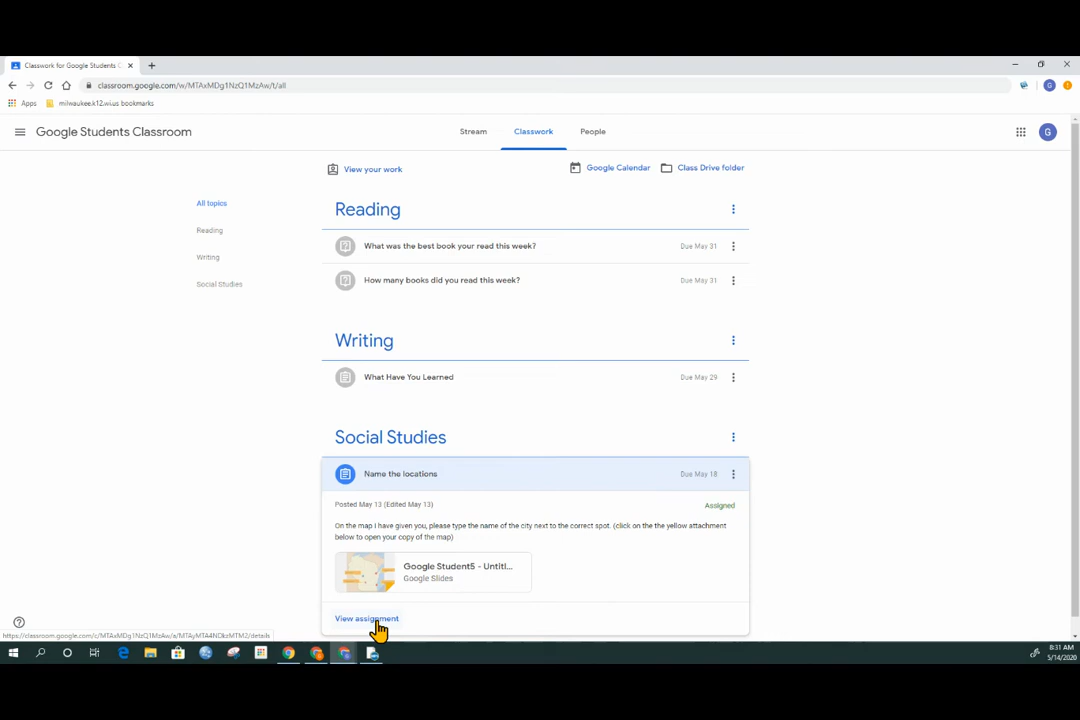 Classwork for Google Students C
classroom.google.com/w/MTAxMDg1NzQ1MzAw/t/all
Apps milwaukee.k12.wi.us bookmarks
Google Students Classroom
Stream Classwork People
G
G
View your work
Google Calendar
Class Drive folder
All topics
Reading
Writing
Social Studies
Reading
What was the best book your read this week? Due May 31
How many books did you read this week? Due May 31
Writing
What Have You Learned Due May 29
Social Studies
Name the locations Due May 18
Posted May 13 (Edited May 13) Assigned
On the map I have given you, please type the name of the city next to the correct spot. (click on the the yellow attachment
below to open your copy of the map)
Google Student5 - Untitl...
Google Slides
View assignment
8:31 AM
5/14/2020